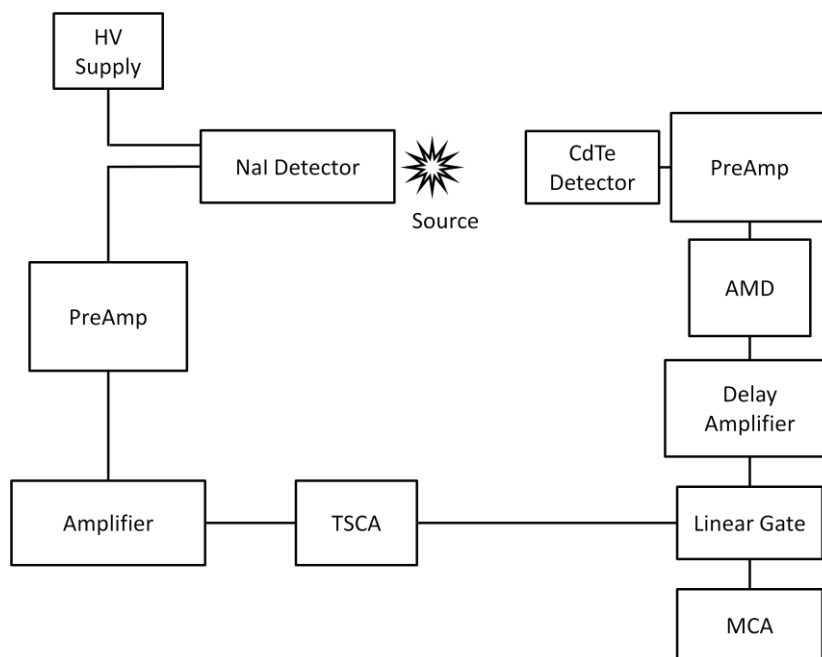 HV
Supply
NaI Detector
Source
CdTe
Detector
PreAmp
PreAmp
AMD
Delay
Amplifier
Amplifier
TSCA
Linear Gate
MCA